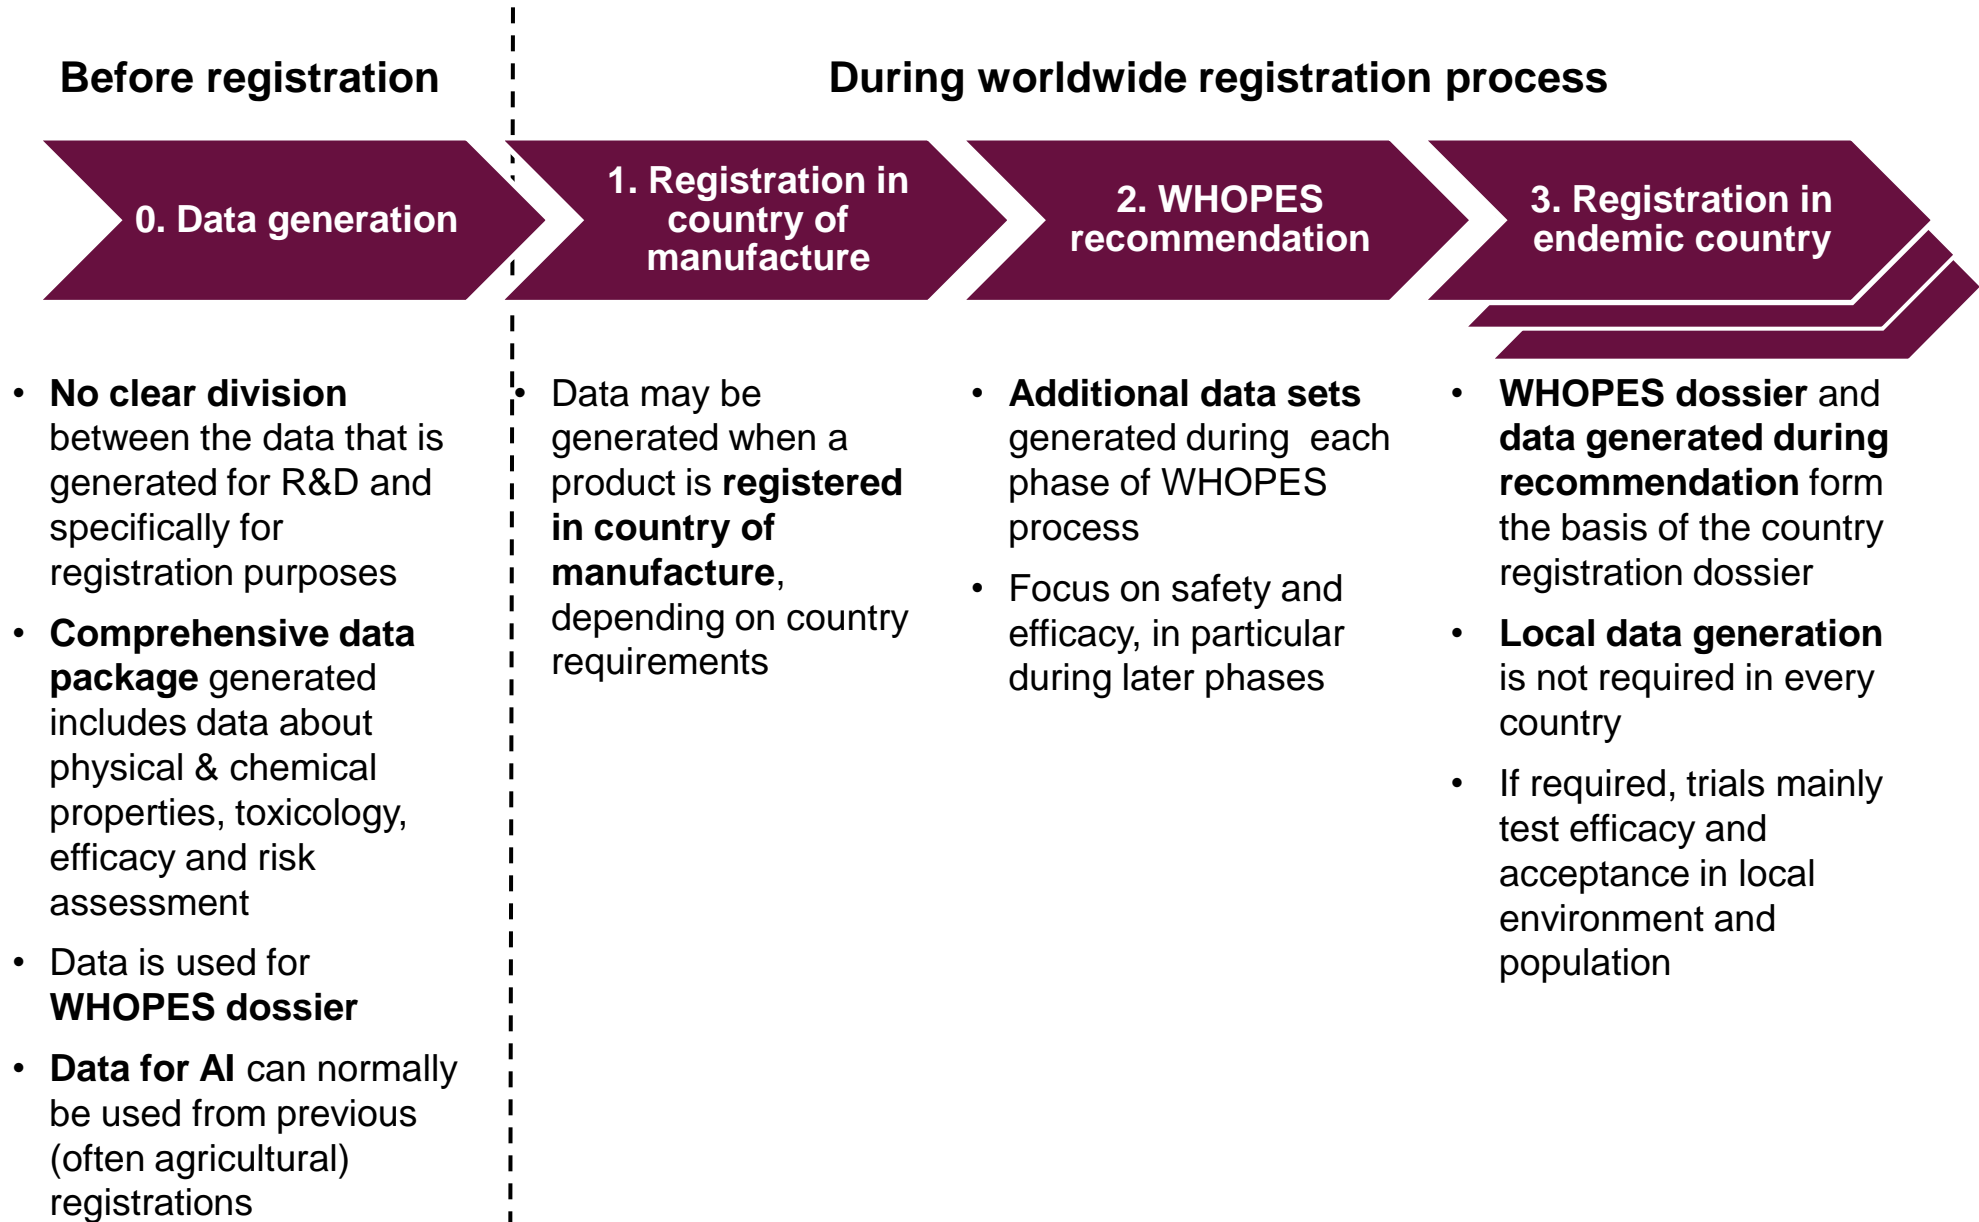 Before registration
During worldwide registration process
0. Data generation
1. Registration in
country of
manufacture
2. WHOPES
recommendation
3. Registration in
endemic country
• No clear division
between the data that is
generated for R&D and
specifically for
registration purposes
• Comprehensive data
package generated
includes data about
physical & chemical
properties, toxicology,
efficacy and risk
assessment
• Data is used for
WHOPES dossier
• Data for AI can normally
be used from previous
(often agricultural)
registrations
• Data may be
generated when a
product is registered
in country of
manufacture,
depending on country
requirements
• Additional data sets
generated during each
phase of WHOPES
process
• Focus on safety and
efficacy, in particular
during later phases
• WHOPES dossier and
data generated during
recommendation form
the basis of the country
registration dossier
• Local data generation
is not required in every
country
• If required, trials mainly
test efficacy and
acceptance in local
environment and
population